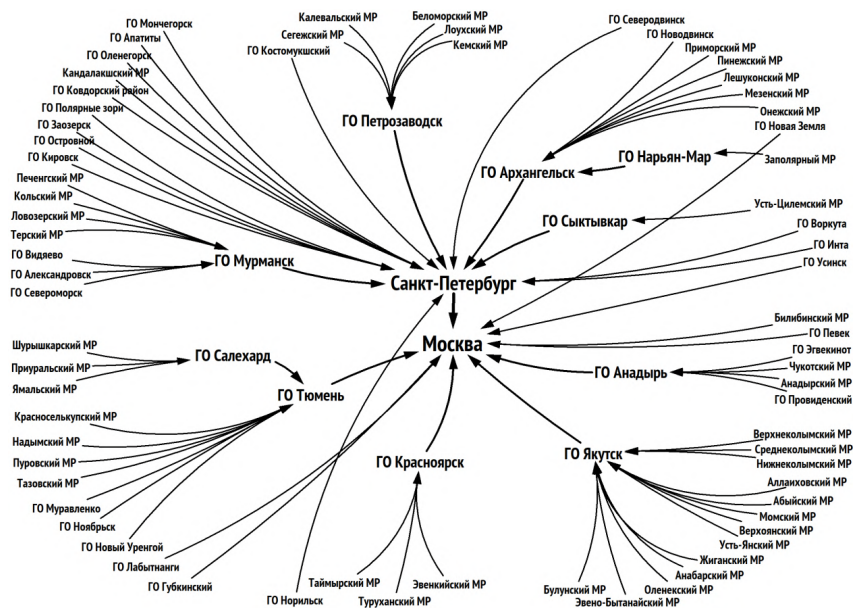 ГО Мончегорск
ГО Апатиты
ГО Оленегорск
Кандалакшский МР
ГО Ковдорский район
ГО Полярные зори
ГО Заозерск
ГО Островной
ГО Кировск
Печенгский МР
Кольский МР
Ловозерский МР
Терский МР
ГО Видяево
ГО Александровск
ГО Североморск
ГО Мурманск
Калевальский МР
Сегежский МР
ГО Костомукшский
Беломорский МР
Лоухский МР
Кемский МР
ГО Петрозаводск
ГО Северодвинск
ГО Новодвинск
Приморский МР
Пинежский МР
Лешуконский МР
Мезенский МР
Онежский МР
ГО Новая Земля
ГО Нарьян-Мар
Заполярный МР
ГО Архангельск
Усть-Цилемский МР
ГО Сыктывкар
ГО Воркута
ГО Инта
ГО Усинск
Санкт-Петербург
Москва
Шурышкарский МР
Приуральский МР
Ямальский МР
ГО Салехард
ГО Тюмень
Красноселькупский МР
Надымский МР
Пуровский МР
Тазовский МР
ГО Муравленко
ГО Ноябрьск
ГО Новый Уренгой
ГО Лабытнанги
ГО Губкинский
ГО Норильск
ГО Красноярск
Таймырский МР
Туруханский МР
Эвенкийский МР
Билибинский МР
ГО Певек
ГО Эгвекинот
Чукотский МР
Анадырский МР
ГО Провиденский
ГО Анадырь
ГО Якутск
Верхнеколымский МР
Среднеколымский МР
Нижнеколымский МР
Аллаиховский МР
Абыйский МР
Момский МР
Верхоянский МР
Усть-Янский МР
Жиганский МР
Анабарский МР
Оленекский МР
Булунский МР
Эвено-Бытанайский МР